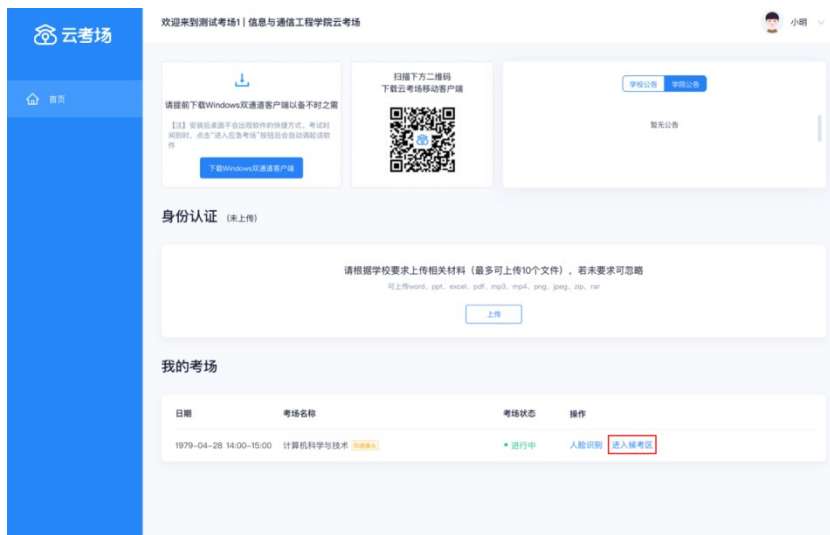 云考场
首页
欢迎来到测试考场1 | 信息与通信工程学院云考场
小明
请提前下载Windows双通道客户端以备不时之需
【注】安装后桌面不会出现软件的快捷方式，考试时
间到时，点击"进入应急考场"按钮后会自动调起该软
件
下载Windows双通道客户端
扫描下方二维码
下载云考场移动客户端
学校公告 学院公告
暂无公告
身份认证 (未上传)
请根据学校要求上传相关材料（最多可上传10个文件），若未要求可忽略
可上传word、ppt、excel、pdf、mp3、mp4、png、jpeg、zip、rar
上传
我的考场
日期 考场名称 考场状态 操作
1979-04-28 14:00-15:00 计算机科学与技术 双摄像头 进行中 人脸识别 进入候考区